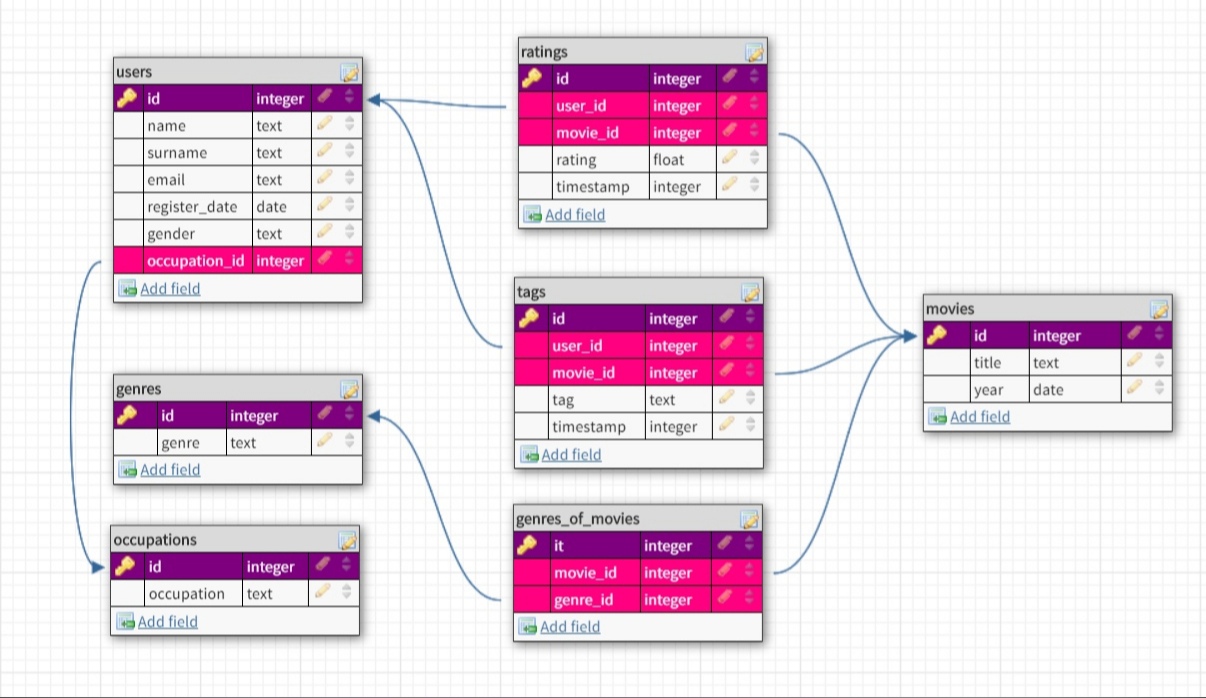 users
id integer
name text
surname text
email text
register_date date
gender text
occupation_id integer
Add field
genres
id integer
genre text
Add field
occupations
id integer
occupation text
Add field
ratings
id integer
user_id integer
movie_id integer
rating float
timestamp integer
Add field
tags
id integer
user_id integer
movie_id integer
tag text
timestamp integer
Add field
genres_of_movies
it integer
movie_id integer
genre_id integer
Add field
movies
id integer
title text
year date
Add field